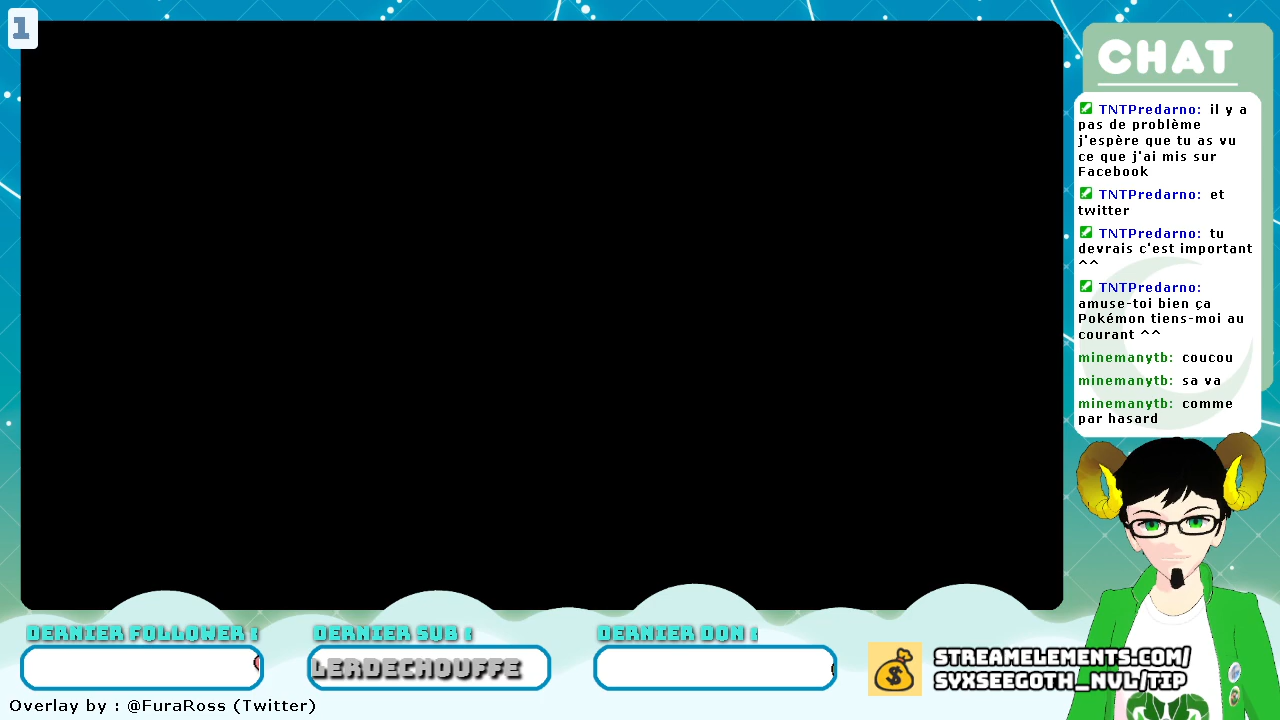 1
CHAT
TNTPredarno: il y a
pas de problème
j'espère que tu as vu
ce que j'ai mis sur
Facebook
TNTPredarno: et
twitter
TNTPredarno: tu
devrais c'est important
^^
TNTPredarno:
amuse-toi bien ça
Pokémon tiens-moi au
courant ^^
minemanytb: coucou
minemanytb: sa va
minemanytb: comme
par hasard
DERNIER FOLLOWER :
DERNIER SUB :
DERNIER DON :
LERDECHOUFFE
STREAMELEMENTS.COM/
SYXSEEGOTH_NVL/TIP
Overlay by : @FuraRoss (Twitter)